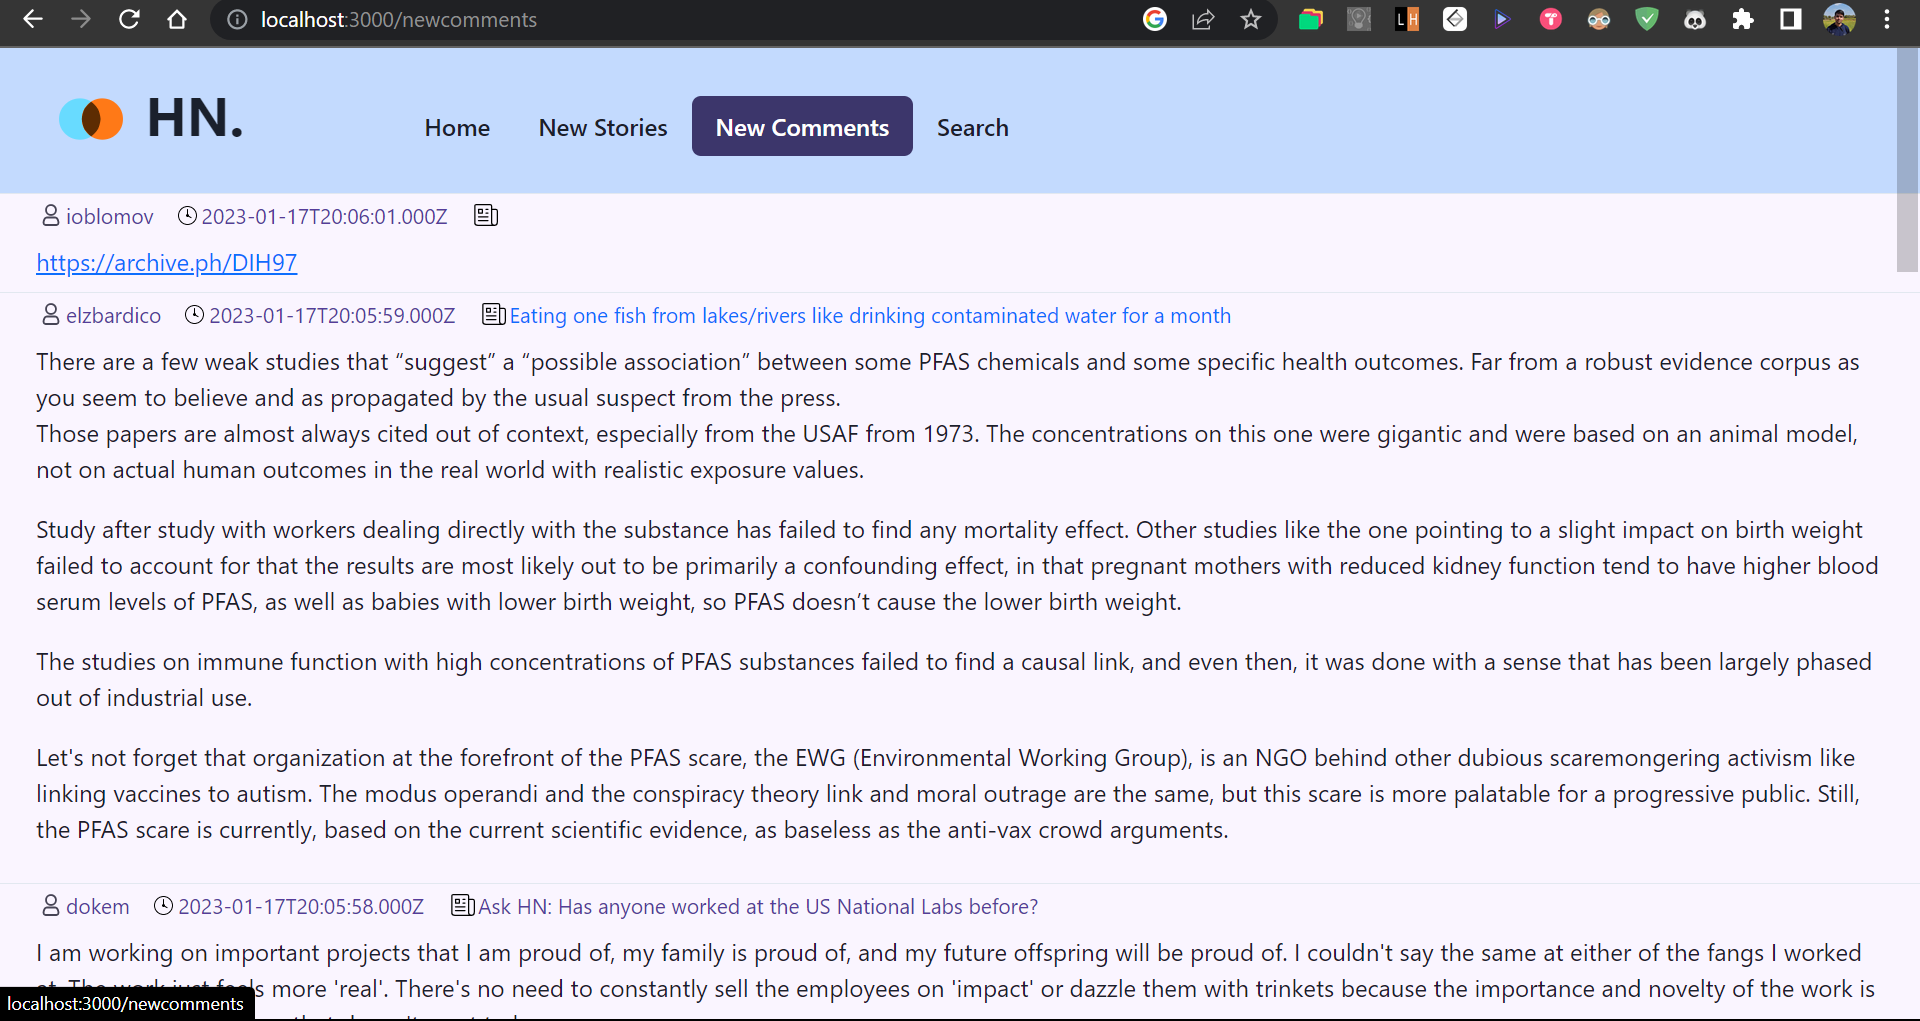 localhost:3000/newcomments
LH
HN.
Home
New Stories
New Comments
Search
ioblomov 2023-01-17T20:06:01.000Z
https://archive.ph/DIH97
elzbardico 2023-01-17T20:05:59.000Z Eating one fish from lakes/rivers like drinking contaminated water for a month
There are a few weak studies that “suggest” a “possible association” between some PFAS chemicals and some specific health outcomes. Far from a robust evidence corpus as
you seem to believe and as propagated by the usual suspect from the press.
Those papers are almost always cited out of context, especially from the USAF from 1973. The concentrations on this one were gigantic and were based on an animal model,
not on actual human outcomes in the real world with realistic exposure values.
Study after study with workers dealing directly with the substance has failed to find any mortality effect. Other studies like the one pointing to a slight impact on birth weight
failed to account for that the results are most likely out to be primarily a confounding effect, in that pregnant mothers with reduced kidney function tend to have higher blood
serum levels of PFAS, as well as babies with lower birth weight, so PFAS doesn’t cause the lower birth weight.
The studies on immune function with high concentrations of PFAS substances failed to find a causal link, and even then, it was done with a sense that has been largely phased
out of industrial use.
Let's not forget that organization at the forefront of the PFAS scare, the EWG (Environmental Working Group), is an NGO behind other dubious scaremongering activism like
linking vaccines to autism. The modus operandi and the conspiracy theory link and moral outrage are the same, but this scare is more palatable for a progressive public. Still,
the PFAS scare is currently, based on the current scientific evidence, as baseless as the anti-vax crowd arguments.
dokem 2023-01-17T20:05:58.000Z Ask HN: Has anyone worked at the US National Labs before?
I am working on important projects that I am proud of, my family is proud of, and my future offspring will be proud of. I couldn't say the same at either of the fangs I worked
more 'real'. There's no need to constantly sell the employees on 'impact' or dazzle them with trinkets because the importance and novelty of the work is
localhost:3000/newcomments